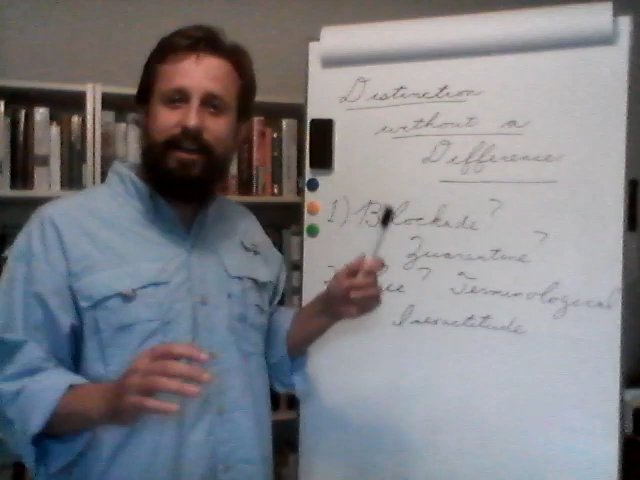 Distinction
without a
Difference
1) Blockade?
Quarantine?
? Terminological
Inexactitude